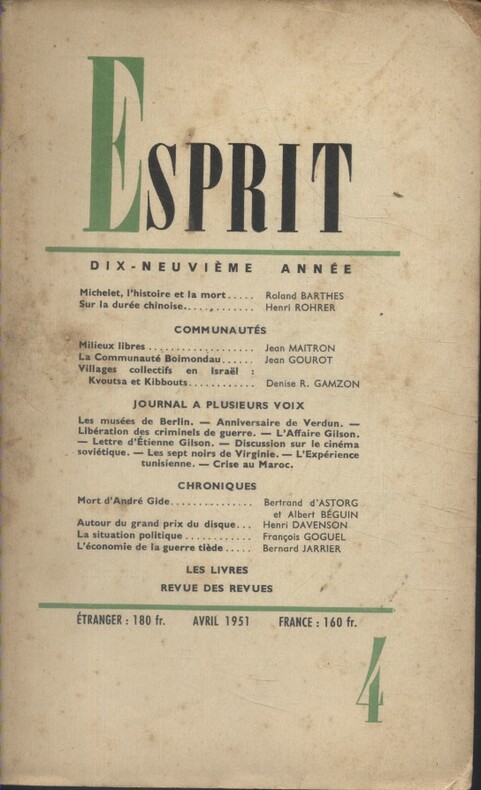 ESPRIT
DIX-NEUVIÈME ANNÉE
Michelet, l'histoire et la mort..... Roland BARTHES
Sur la durée chinoise........... Henri ROHRER
COMMUNAUTÉS
Milieux libres ................... Jean MAITRON
La Communauté Boimondau...... Jean GOUROT
Villages collectifs en Israël :
Kvoutsa et Kibbouts............ Denise R. GAMZON
JOURNAL A PLUSIEURS VOIX
Les musées de Berlin. — Anniversaire de Verdun. —
Libération des criminels de guerre. — L'Affaire Gilson.
— Lettre d'Étienne Gilson. — Discussion sur le cinéma
soviétique. — Les sept noirs de Virginie. — L'Expérience
tunisienne. — Crise au Maroc.
CHRONIQUES
Mort d'André Gide............... Bertrand d'ASTORG
et Albert BÉGUIN
Autour du grand prix du disque... Henri DAVENSON
La situation politique ............ François GOGUEL
L'économie de la guerre tiède ..... Bernard JARRIER
LES LIVRES
REVUE DES REVUES
ÉTRANGER : 180 fr. AVRIL 1951 FRANCE : 160 fr.
4